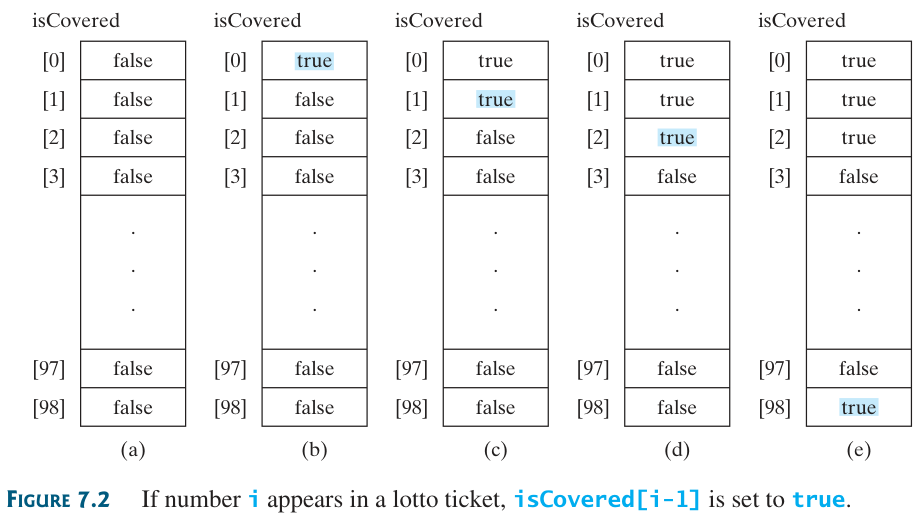 isCovered isCovered isCovered isCovered isCovered
[0] false [0] true [0] true [0] true [0] true
[1] false [1] false [1] true [1] true [1] true
[2] false [2] false [2] false [2] true [2] true
[3] false [3] false [3] false [3] false [3] false
. . . . .
. . . . .
. . . . .
[97] false [97] false [97] false [97] false [97] false
[98] false [98] false [98] false [98] false [98] true
(a) (b) (c) (d) (e)
FIGURE 7.2 If number i appears in a lotto ticket, isCovered[i-1] is set to true.